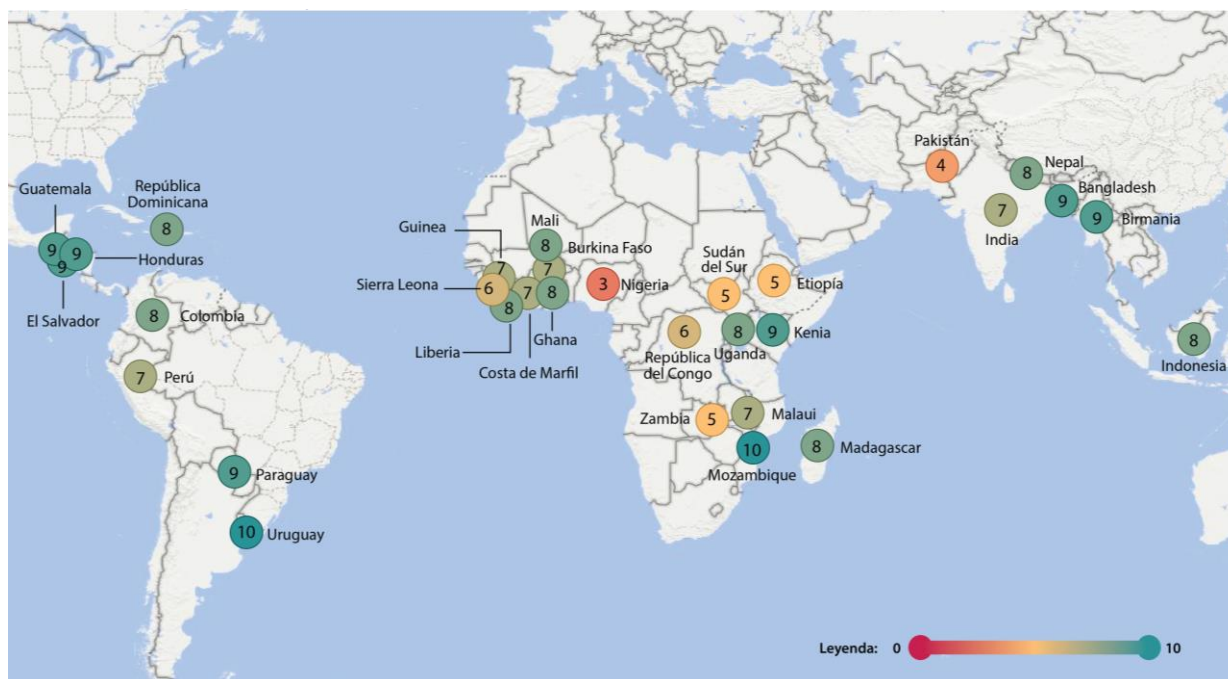 Guatemala
República
Dominicana
8
9
9
9
Honduras
El Salvador
8
Colombia
7
Perú
9
Paraguay
10
Uruguay
Guinea
Mali
8
Burkina Faso
7
7
Sierra Leona
6
8
7
8
Liberia
Ghana
Costa de Marfil
3
Nigeria
Sudán
del Sur
5
5
Etiopía
6
República
del Congo
8
Uganda
9
Kenia
Zambia
5
7
Malaui
10
Mozambique
8
Madagascar
Pakistán
4
8
Nepal
7
India
9
Bangladesh
9
Birmania
8
Indonesia
Leyenda:
0
10